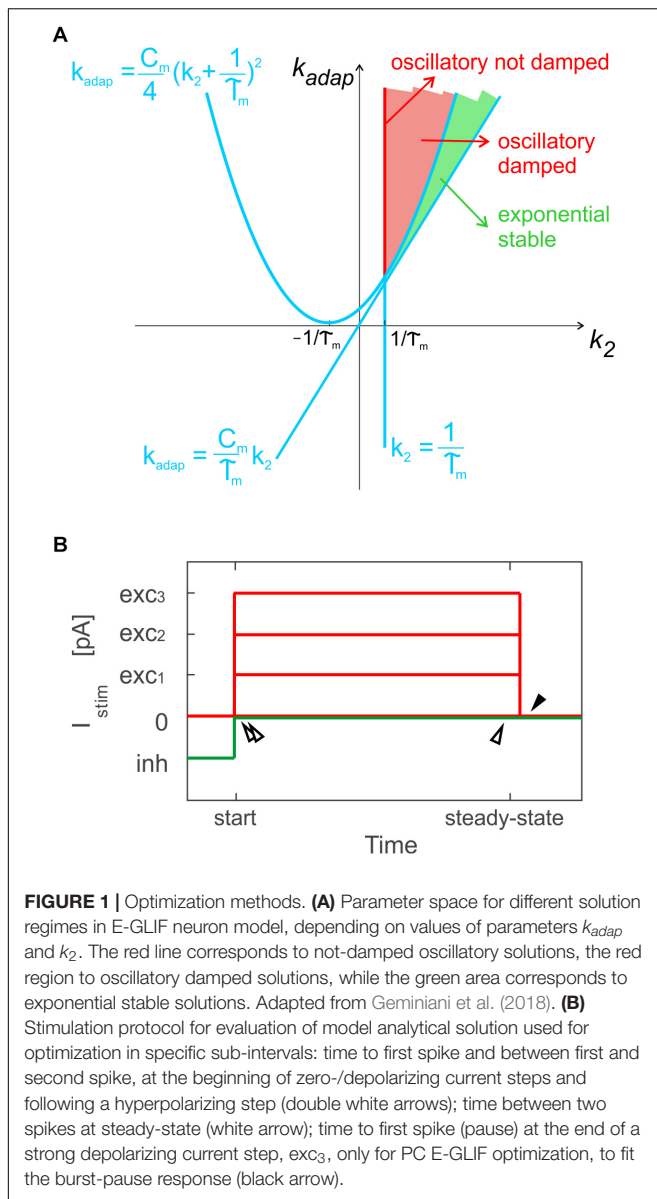 A
k_adap = C_m/4 (k_2 + 1/τ̃_m)^2
k_adap
oscillatory not damped
oscillatory
damped
exponential
stable
-1/τ̃_m
1/τ̃_m
k_2
k_adap = C_m/τ̃_m k_2
k_2 = 1/τ̃_m
B
I_stim [pA]
exc3
exc2
exc1
0
inh
start
steady-state
Time
FIGURE 1 | Optimization methods. (A) Parameter space for different solution
regimes in E-GLIF neuron model, depending on values of parameters k_adap
and k_2. The red line corresponds to not-damped oscillatory solutions, the red
region to oscillatory damped solutions, while the green area corresponds to
exponential stable solutions. Adapted from Geminiani et al. (2018). (B)
Stimulation protocol for evaluation of model analytical solution used for
optimization in specific sub-intervals: time to first spike and between first and
second spike, at the beginning of zero-/depolarizing current steps and
following a hyperpolarizing step (double white arrows); time between two
spikes at steady-state (white arrow); time to first spike (pause) at the end of a
strong depolarizing current step, exc3, only for PC E-GLIF optimization, to fit
the burst-pause response (black arrow).